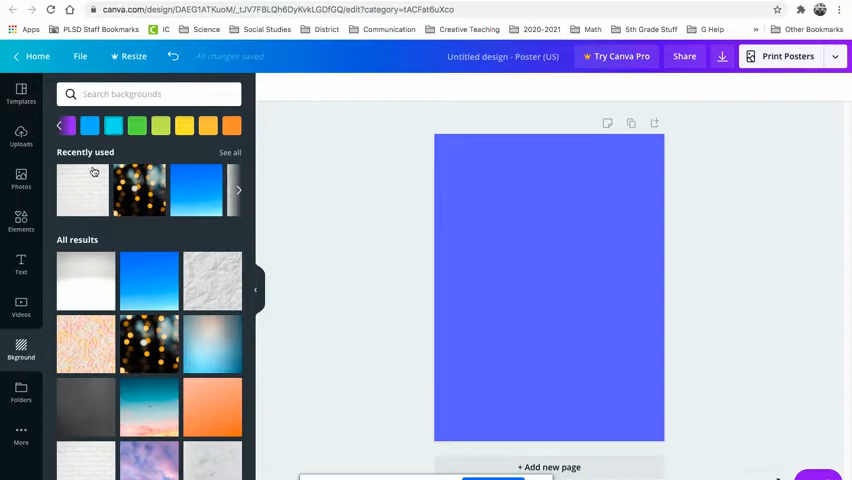 canva.com/design/DAEG1ATKuoM/_tJV7FBLQh6DyKvkLGDfGQ/edit?category=tACFat6uXco
Apps PLSD Staff Bookmarks IC Science Social Studies District Communication Creative Teaching 2020-2021 Math 5th Grade Stuff G Help » Other Bookmarks
Home File Resize All changes saved Untitled design - Poster (US) Try Canva Pro Share Print Posters
Templates
Uploads
Photos
Elements
Text
Videos
Bkground
Folders
More
Search backgrounds
Recently used See all
All results
+ Add new page